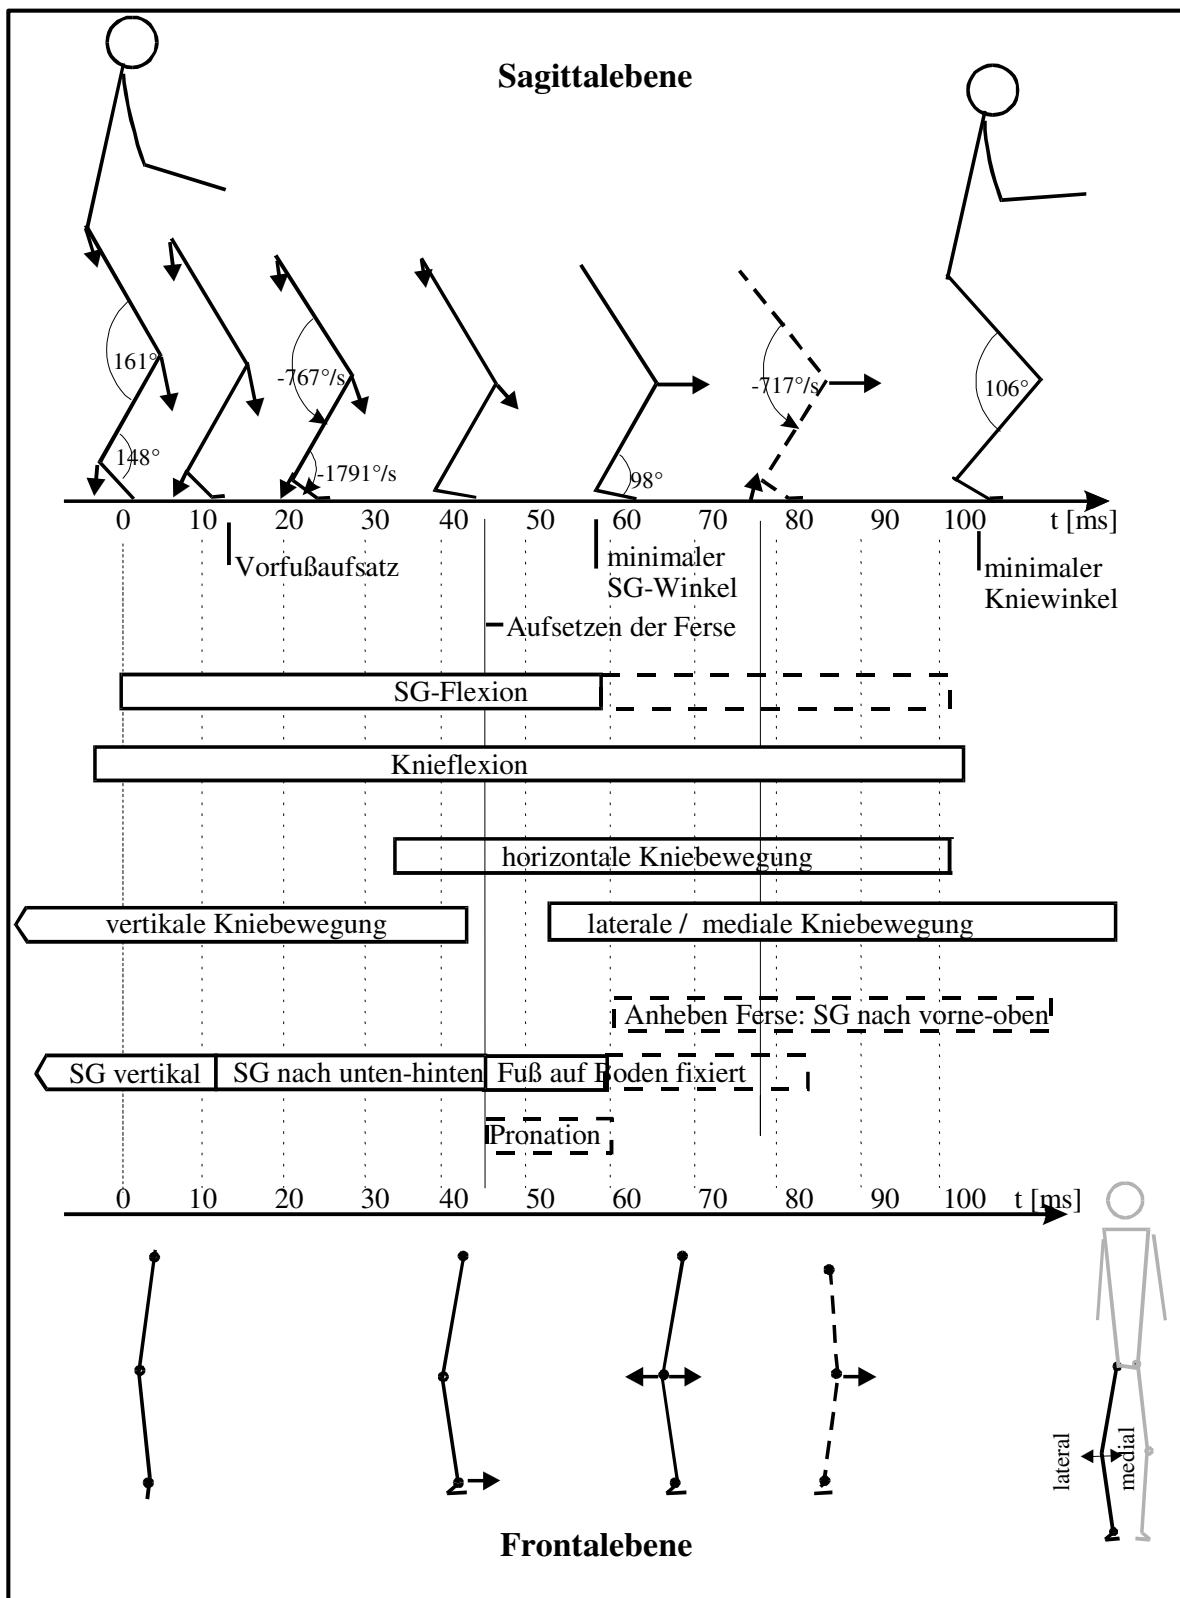 Sagittalebene
161°
148°
-767°/s
-1791°/s
98°
-717°/s
106°
0 10 20 30 40 50 60 70 80 90 100 t [ms]
Vorfußaufsatz
minimaler
SG-Winkel
minimaler
Kniewinkel
Aufsetzen der Ferse
SG-Flexion
Knieflexion
horizontale Kniebewegung
vertikale Kniebewegung
laterale / mediale Kniebewegung
Anheben Ferse: SG nach vorne-oben
SG vertikal
SG nach unten-hinten
Fuß auf Boden fixiert
Pronation
0 10 20 30 40 50 60 70 80 90 100 t [ms]
lateral
medial
Frontalebene